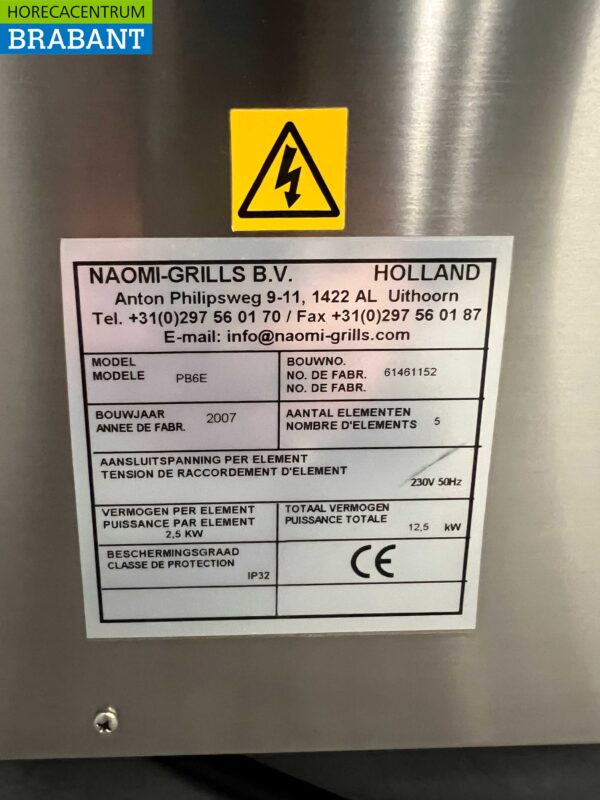 HORECACENTRUM
BRABANT
NAOMI-GRILLS B.V. HOLLAND
Anton Philipsweg 9-11, 1422 AL Uithoorn
Tel. +31(0)297 56 01 70 / Fax +31(0)297 56 01 87
E-mail: info@naomi-grills.com
MODEL
MODELE PB6E
BOUWNO.
NO. DE FABR. 61461152
NO. DE FABR.
BOUWJAAR 2007
ANNEE DE FABR.
AANTAL ELEMENTEN
NOMBRE D'ELEMENTS 5
AANSLUITSPANNING PER ELEMENT
TENSION DE RACCORDEMENT D'ELEMENT
230V 50Hz
VERMOGEN PER ELEMENT
PUISSANCE PAR ELEMENT
2,5 KW
TOTAAL VERMOGEN
PUISSANCE TOTALE
12,5 kW
BESCHERMINGSGRAAD
CLASSE DE PROTECTION
IP32
CE